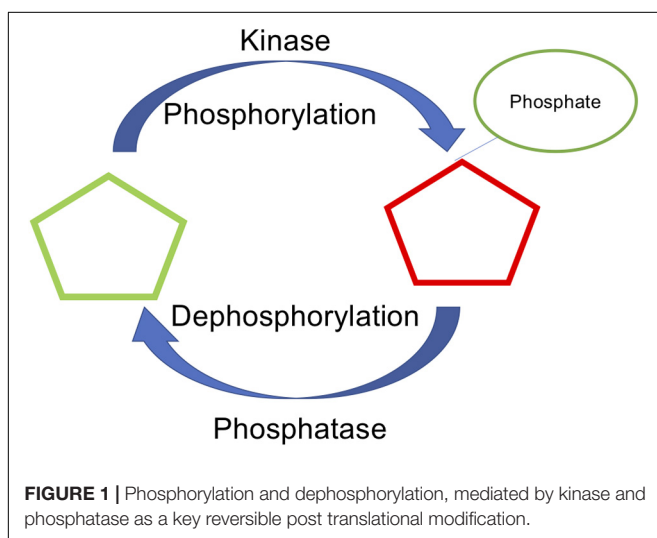 Kinase
Phosphorylation
Phosphate
Dephosphorylation
Phosphatase
FIGURE 1 | Phosphorylation and dephosphorylation, mediated by kinase and
phosphatase as a key reversible post translational modification.